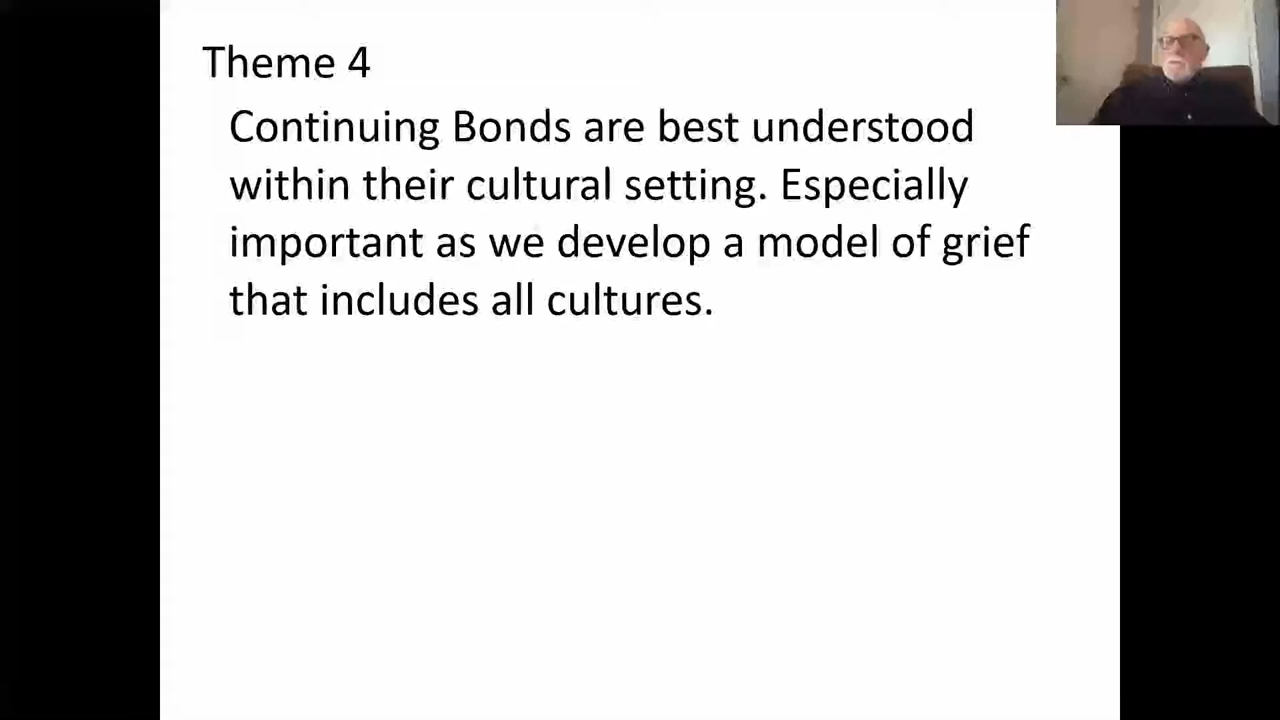 Theme 4
Continuing Bonds are best understood
within their cultural setting. Especially
important as we develop a model of grief
that includes all cultures.